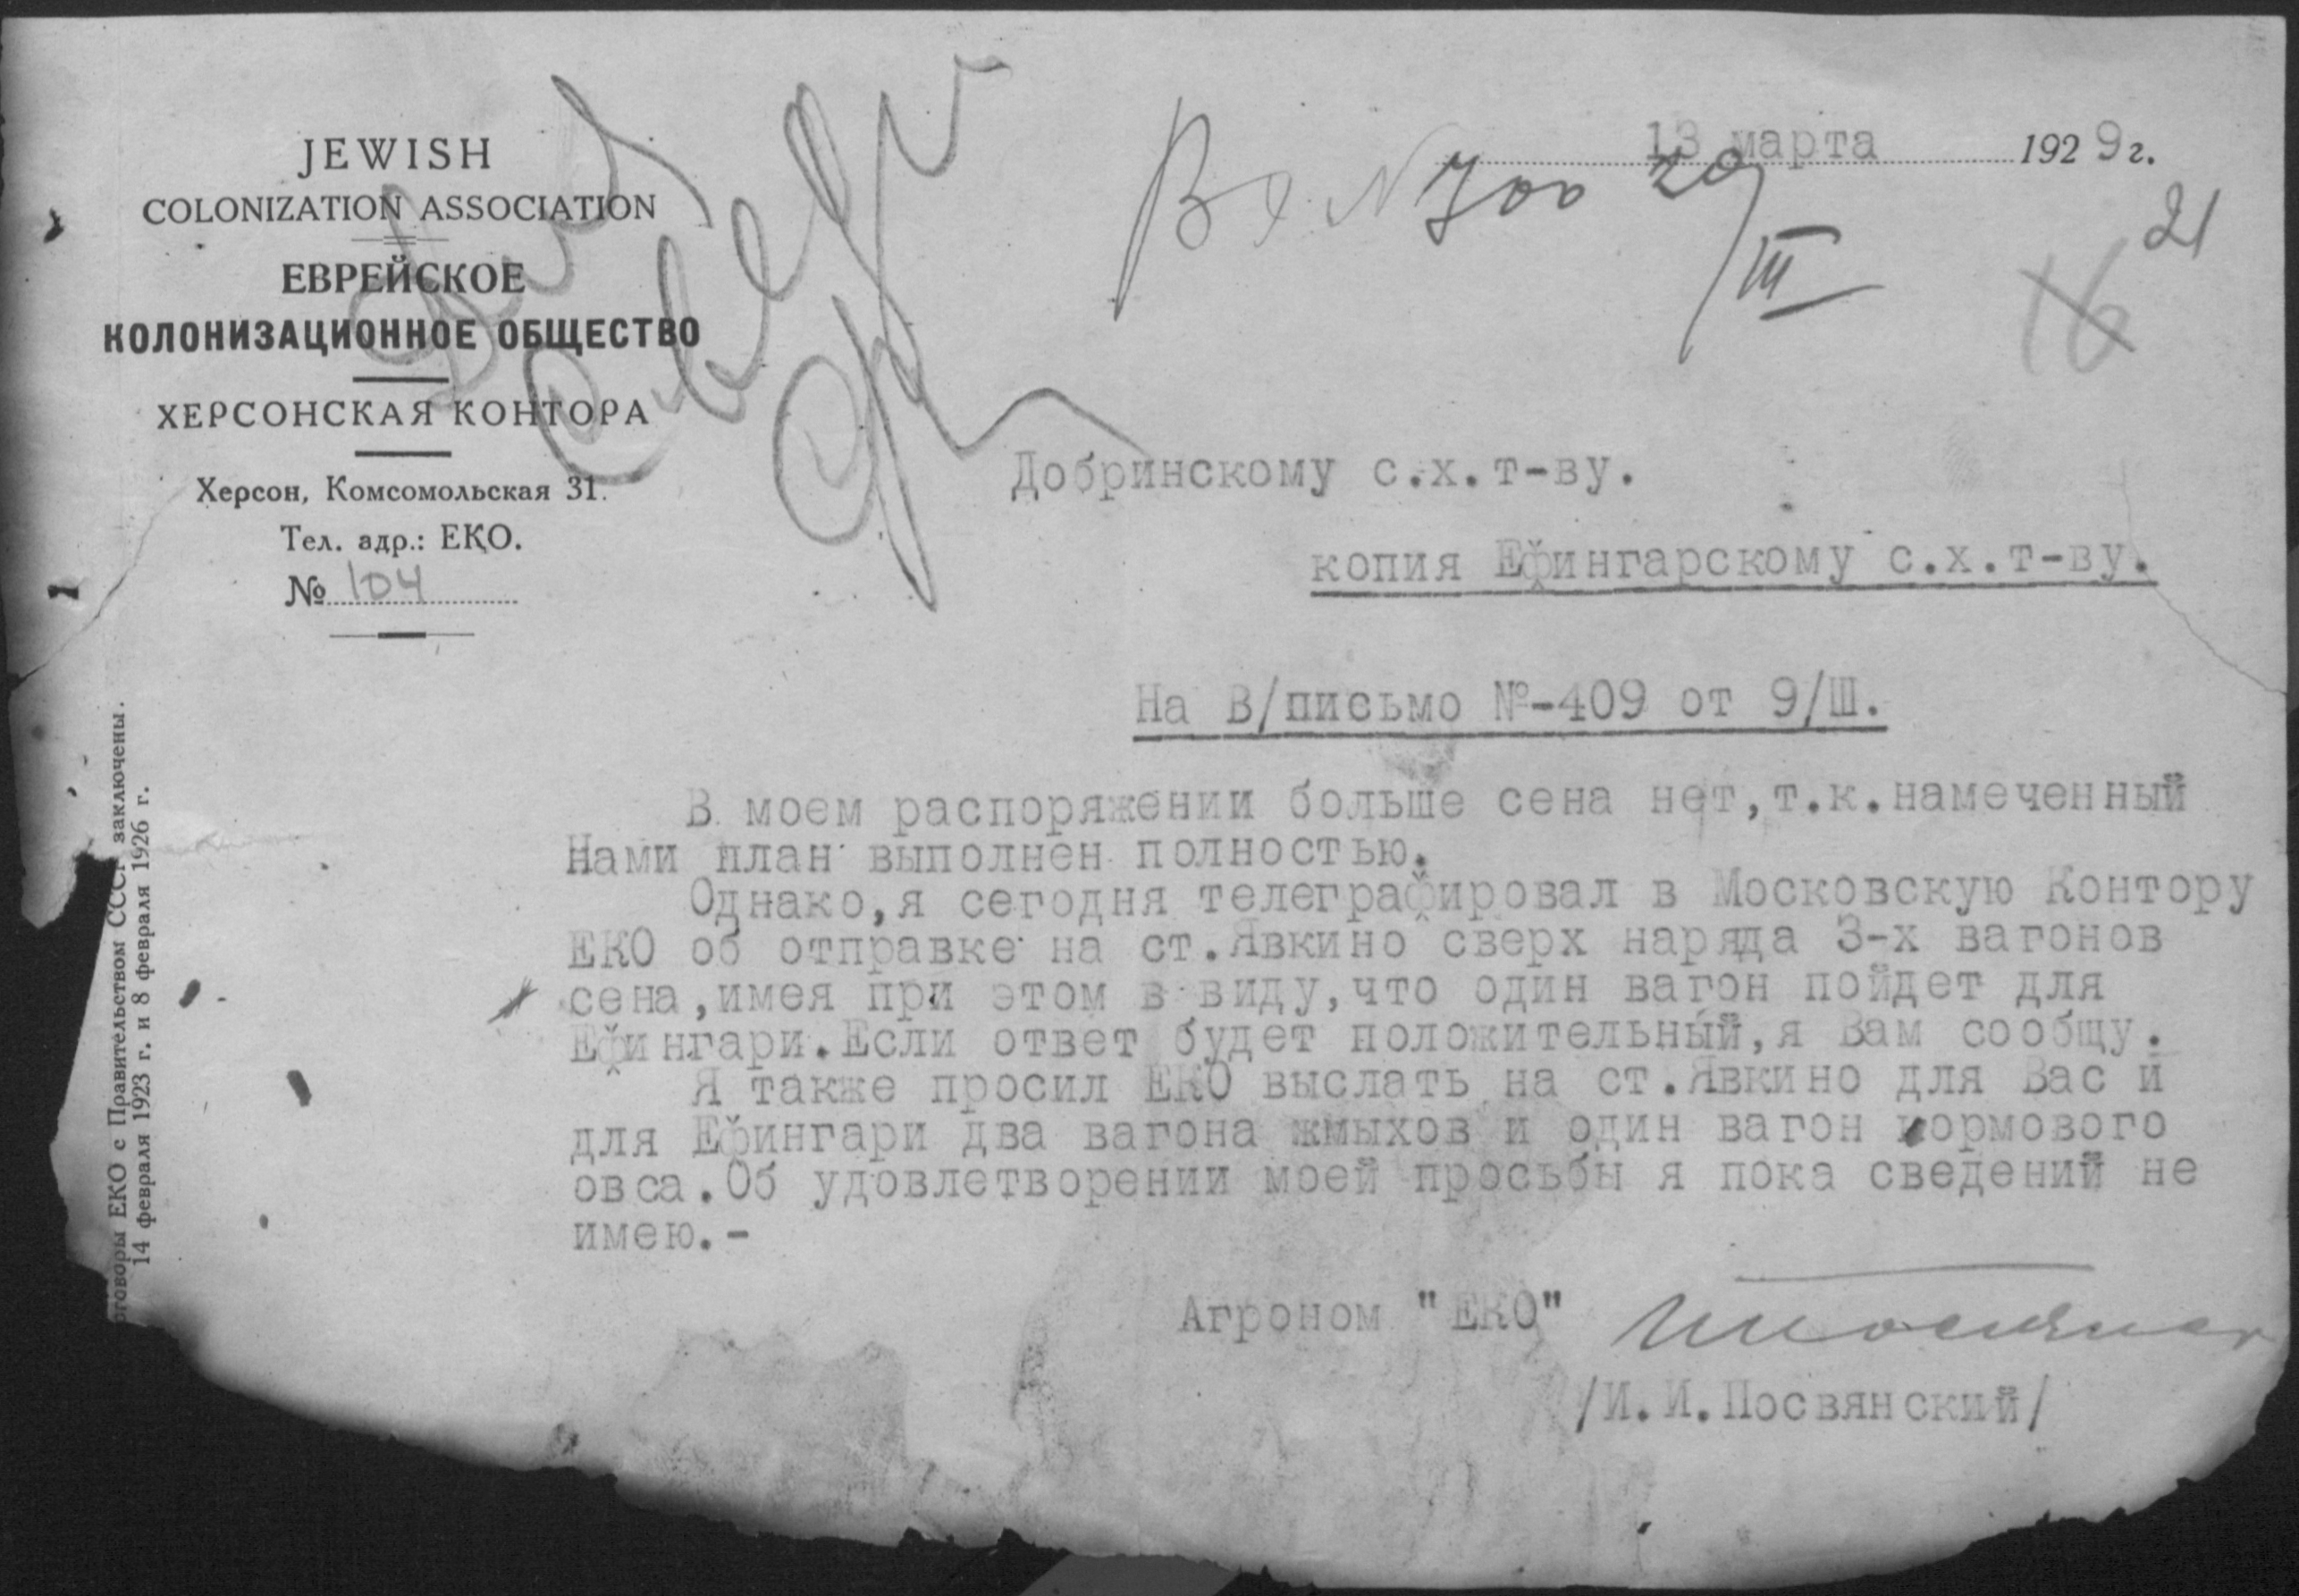 JEWISH
COLONIZATION ASSOCIATION
ЕВРЕЙСКОЕ
КОЛОНИЗАЦИОННОЕ ОБЩЕСТВО
ХЕРСОНСКАЯ КОНТОРА
Херсон, Комсомольская 31.
Тел. адр.: ЕКО.
№ 104
13 марта 1929 г.
Вх N 700 20/III
21
16
Добринскому с.х.т-ву.
копия Ефингарскому с.х.т-ву.
На В/письмо №-409 от 9/Ш.
В моем распоряжении больше сена нет,т.к.намеченный
Нами план выполнен полностью.
Однако,я сегодня телеграфировал в Московскую Контору
ЕКО об отправке на ст.Явкино сверх наряда 3-х вагонов
сена,имея при этом в виду,что один вагон пойдет для
Ефингари.Если ответ будет положительный,я Вам сообщу.
Я также просил ЕКО выслать на ст.Явкино для Вас и
для Ефингари два вагона жмыхов и один вагон кормового
овса.Об удовлетворении моей просьбы я пока сведений не
имею.-
Агроном "ЕКО"
/И.И.Посвянский/
оговоры ЕКО с Правительством СССР заключены.
14 февраля 1923 г. и 8 февраля 1926 г.